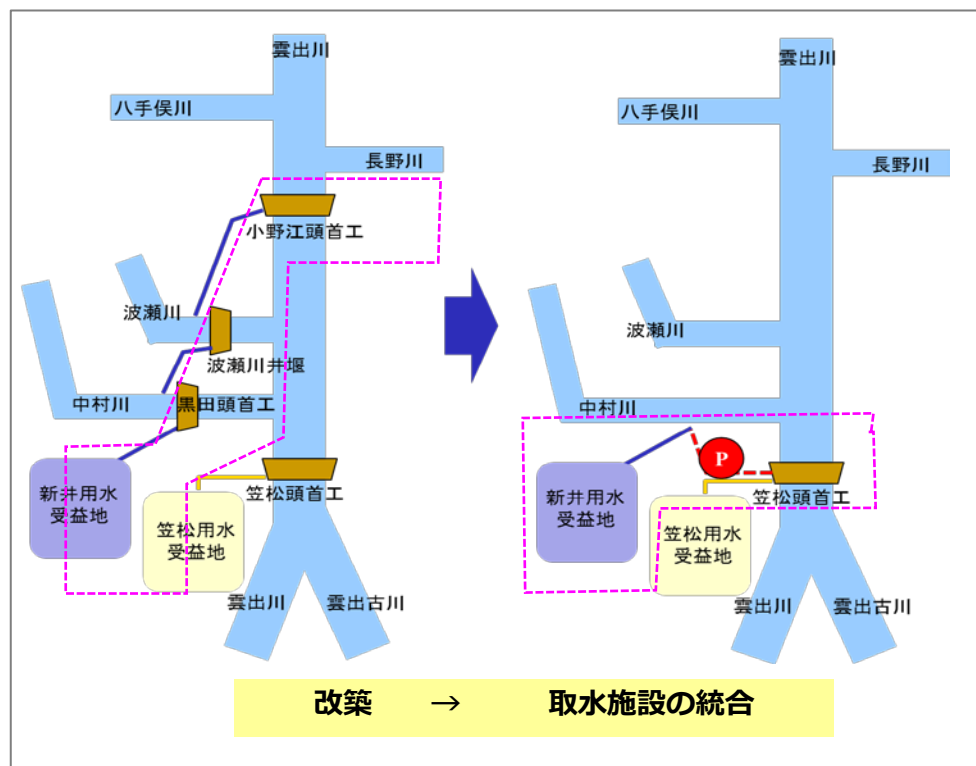 雲出川
八手俣川
長野川
小野江頭首工
波瀬川
波瀬川井堰
中村川
黒田頭首工
新井用水
受益地
笠松頭首工
笠松用水
受益地
雲出川
雲出古川
雲出川
八手俣川
長野川
波瀬川
中村川
P
新井用水
受益地
笠松頭首工
笠松用水
受益地
雲出川
雲出古川
改築 → 取水施設の統合